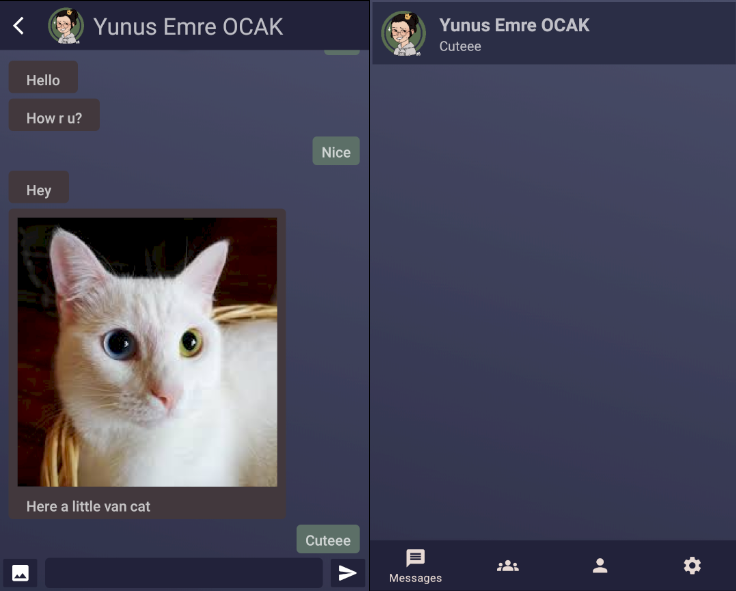 Yunus Emre OCAK
Hello
How r u?
Nice
Hey
Here a little van cat
Cuteee
Yunus Emre OCAK
Cuteee
Messages